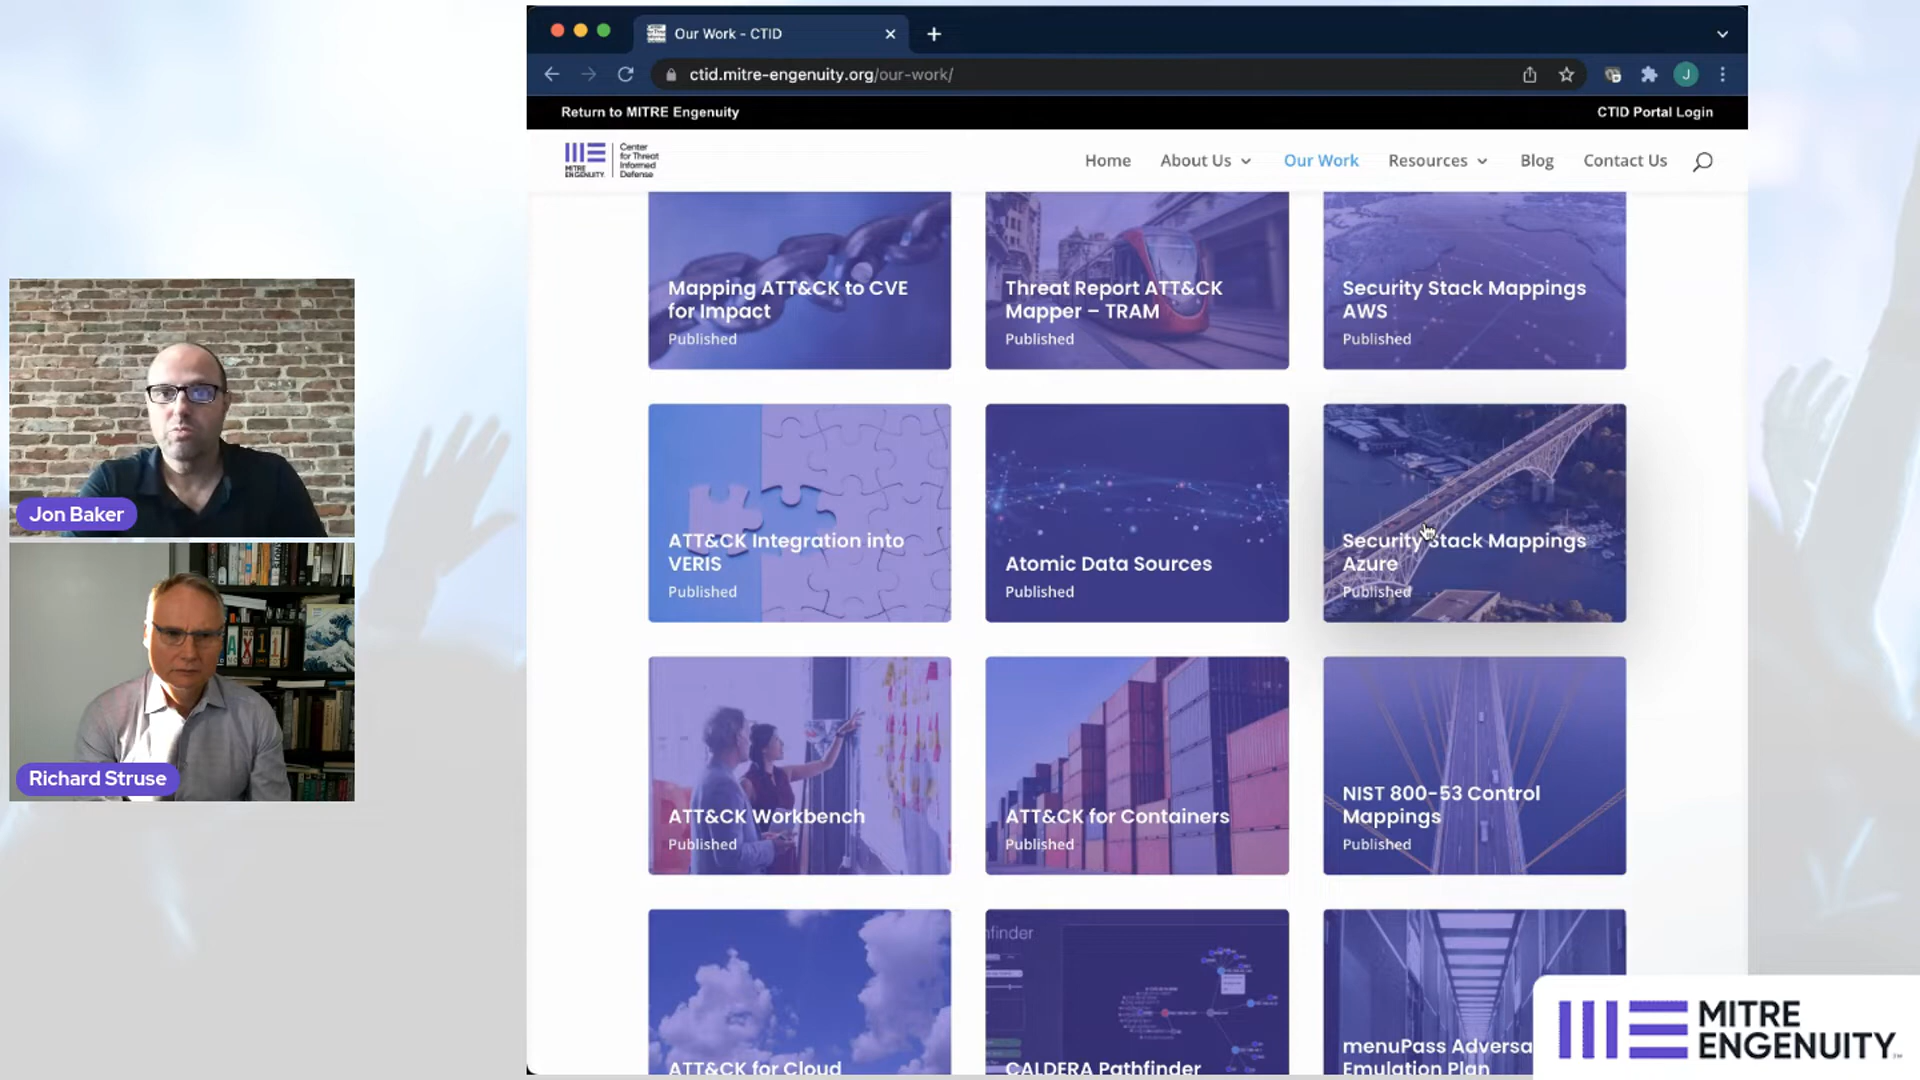 Our Work - CTID
ctid.mitre-engenuity.org/our-work/
J
Return to MITRE Engenuity
CTID Portal Login
MITRE
ENGENUITY
Center
for Threat
Informed
Defense
Home
About Us
Our Work
Resources
Blog
Contact Us
Mapping ATT&CK to CVE
for Impact
Published
Threat Report ATT&CK
Mapper – TRAM
Published
Security Stack Mappings
AWS
Published
ATT&CK Integration into
VERIS
Published
Atomic Data Sources
Published
Security Stack Mappings
Azure
Published
ATT&CK Workbench
Published
ATT&CK for Containers
Published
NIST 800-53 Control
Mappings
Published
ATT&CK for Cloud
CALDERA Pathfinder
menuPass Adversa
Emulation Plan
Jon Baker
Richard Struse
MITRE
ENGENUITY